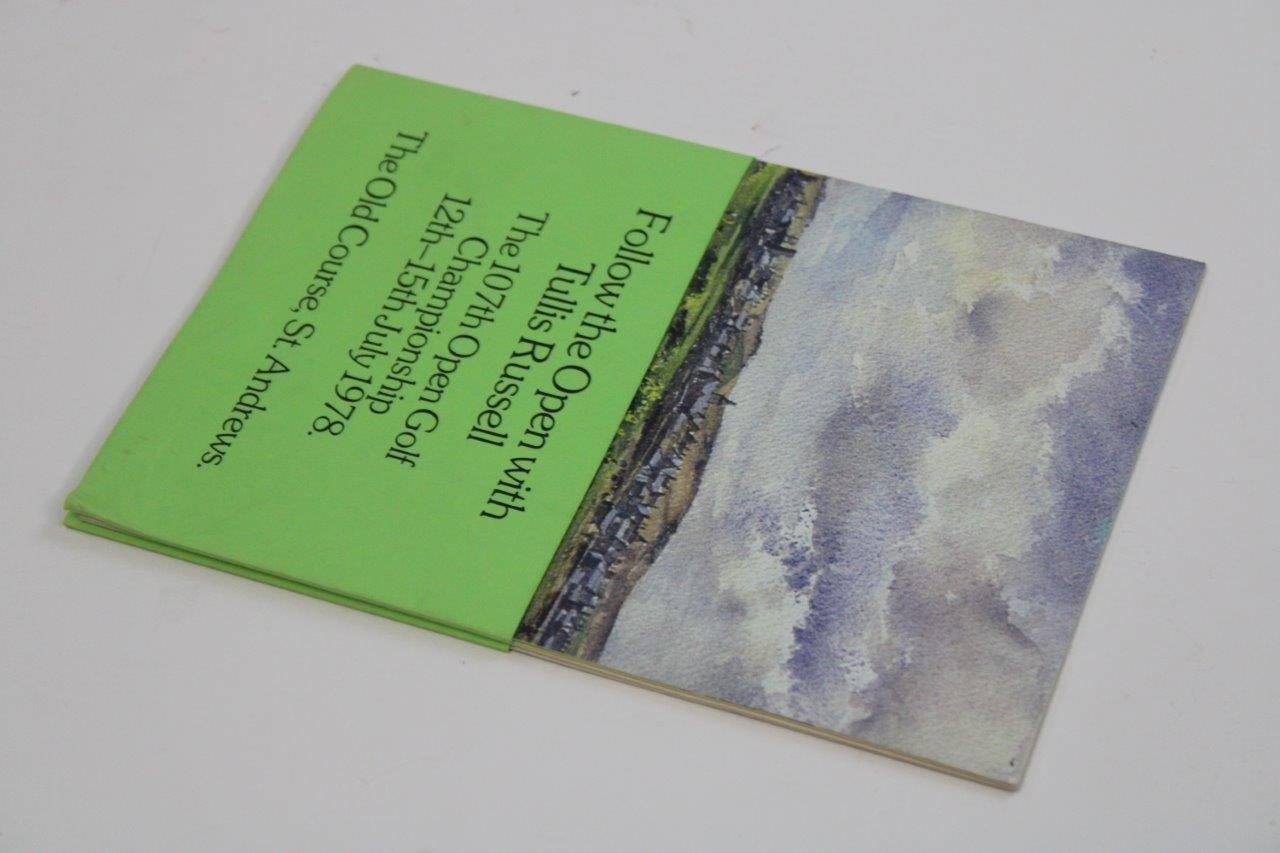 Follow the Open with
Tullis Russell
The 107th Open Golf
Championship
12th–15th July 1978.
The Old Course, St. Andrews.